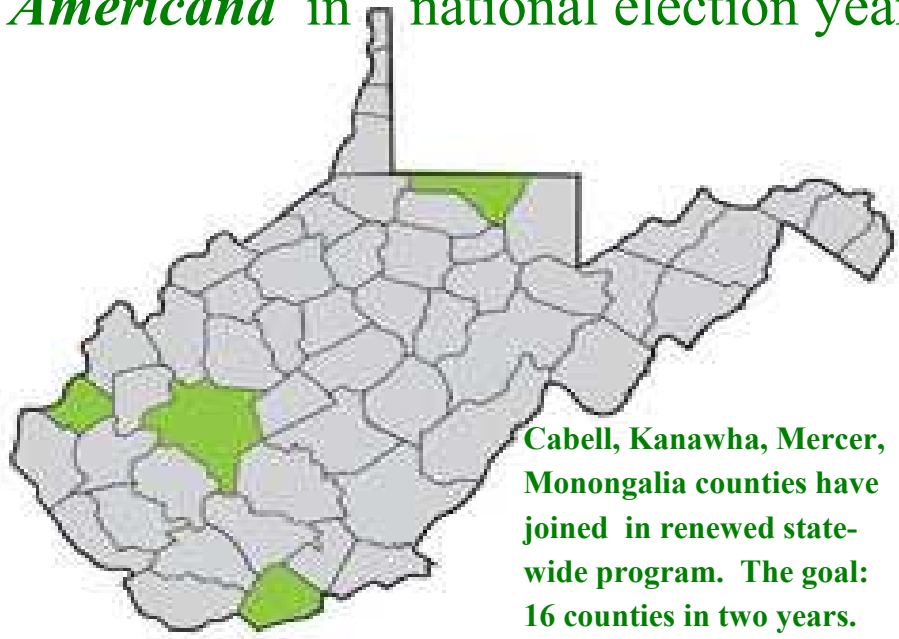 Americana in national election year
Cabell, Kanawha, Mercer,
Monongalia counties have
joined in renewed state-
wide program. The goal:
16 counties in two years.